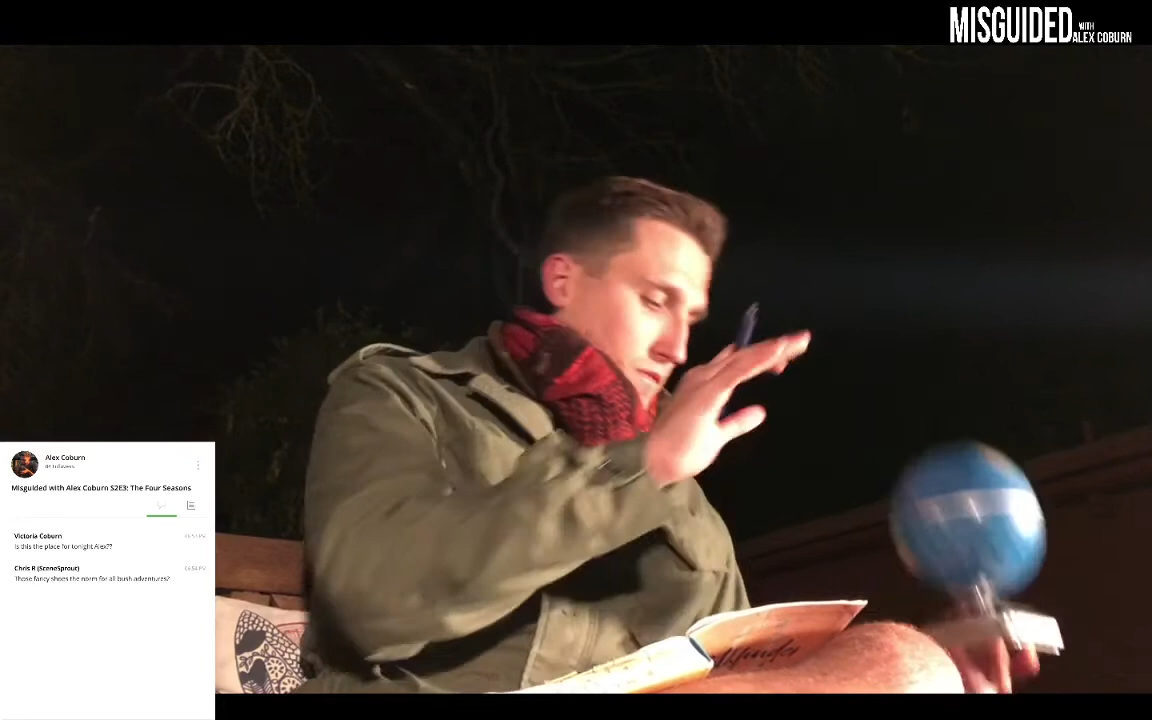 MISGUIDED WITH ALEX COBURN
Alex Coburn
Misguided with Alex Coburn S2E3: The Four Seasons
Victoria Coburn
Is this the place for tonight Alex??
Chris R (SceneSprout)
Those fancy shoes the norm for all bush adventures?